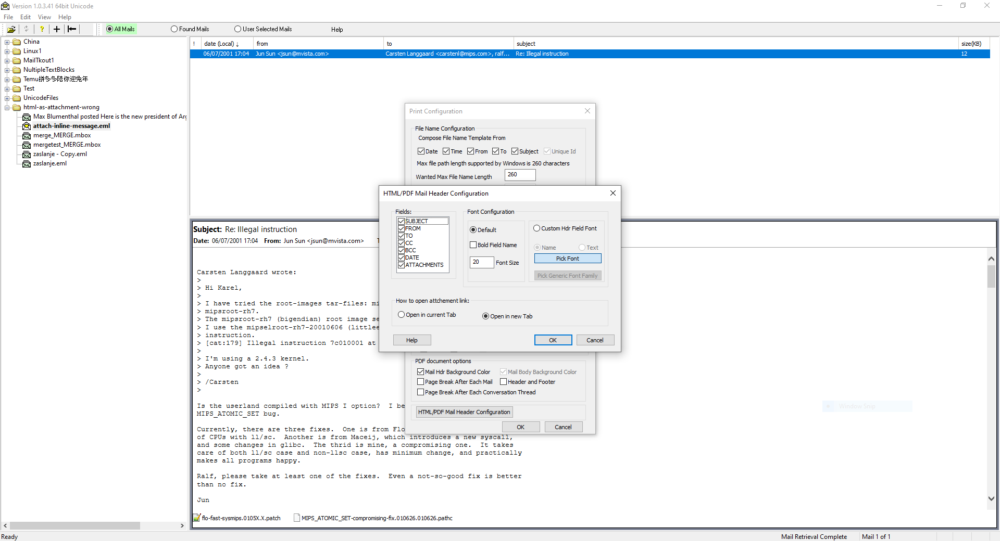 Version 1.0.3.41 64bit Unicode
File Edit View Help
All Mails Found Mails User Selected Mails Help
China
Linux1
MailTkout1
NultipleTextBlocks
Temu拼多多陪你迎兔年
Test
UnicodeFiles
html-as-attachment-wrong
Max Blumenthal posted Here is the new president of Arg
attach-inline-message.eml
merge_MERGE.mbox
mergetest_MERGE.mbox
zaslanje - Copy.eml
zaslanje.eml
! date (Local) ↓ from to subject size(KB)
06/07/2001 17:04 Jun Sun <jsun@mvista.com> Carsten Langgaard <carstenl@mips.com>, ralf... Re: Illegal instruction 12
Print Configuration
File Name Configuration
Compose File Name Template From
Date Time From To Subject Unique Id
Max file path length supported by Windows is 260 characters
Wanted Max File Name Length 260
HTML/PDF Mail Header Configuration
Fields:
SUBJECT
FROM
TO
CC
BCC
DATE
ATTACHMENTS
Font Configuration
Default
Bold Field Name
20 Font Size
Custom Hdr Field Font
Name Text
Pick Font
Pick Generic Font Family
How to open attchement link:
Open in current Tab Open in new Tab
Help OK Cancel
PDF document options
Mail Hdr Background Color Mail Body Background Color
Page Break After Each Mail Header and Footer
Page Break After Each Conversation Thread
HTML/PDF Mail Header Configuration
OK Cancel
Subject: Re: Illegal instruction
Date: 06/07/2001 17:04 From: Jun Sun <jsun@mvista.com>
Carsten Langgaard wrote:
>
> Hi Karel,
>
> I have tried the root-images tar-files: mi
> mipsroot-rh7.
> The mipsroot-rh7 (bigendian) root image se
> I use the mipselroot-rh7-20010606 (littlee
> instruction.
> [cat:179] Illegal instruction 7c010001 at
>
> I'm using a 2.4.3 kernel.
> Anyone got an idea ?
>
> /Carsten
>
Is the userland compiled with MIPS I option? I be
MIPS_ATOMIC_SET bug.
Currently, there are three fixes. One is from Flo
of CPUs with ll/sc. Another is from Maceij, which introduces a new syscall,
and some changes in glibc. The thrid is mine, a compromising one. It takes
care of both ll/sc case and non-llsc case, has minimum change, and practically
makes all programs happy.
Ralf, please take at least one of the fixes. Even a not-so-good fix is better
than no fix.
Jun
flo-fast-sysmips.0105X.X.patch MIPS_ATOMIC_SET-compromising-fix.010626.010626.pathc
Window Snip
Ready Mail Retrieval Complete Mail 1 of 1